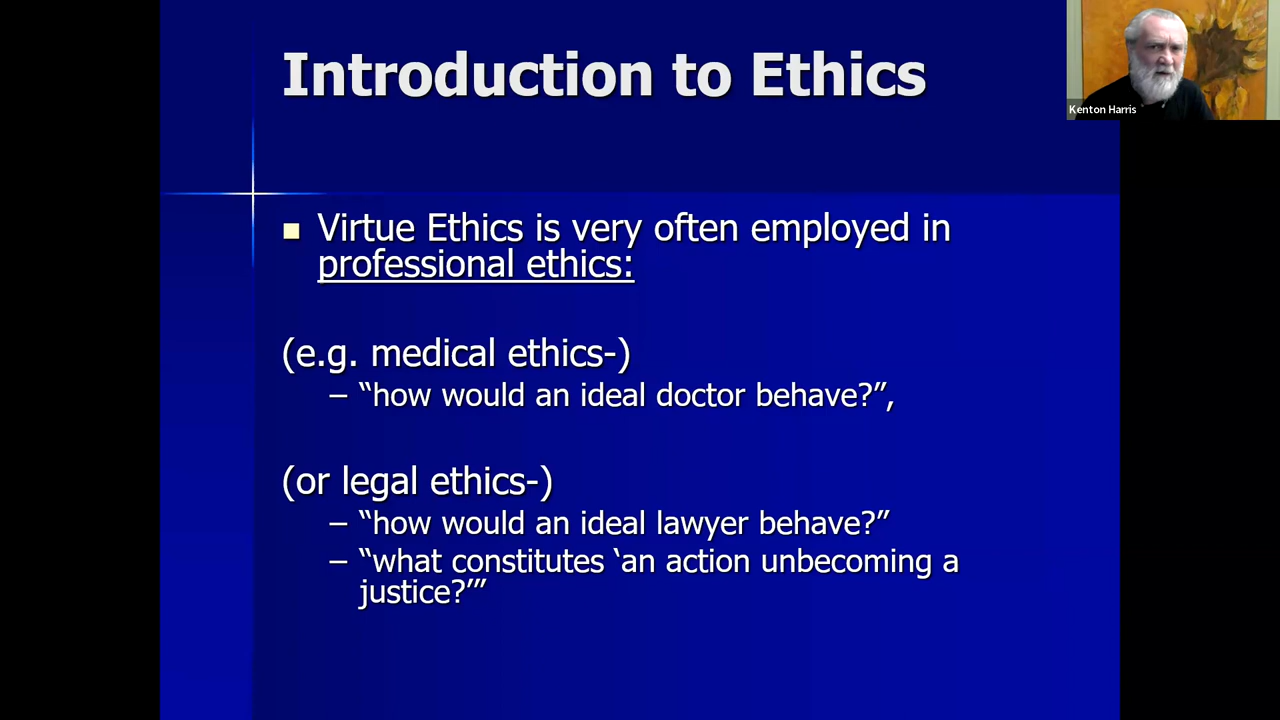 Introduction to Ethics
Kenton Harris
Virtue Ethics is very often employed in
professional ethics:
(e.g. medical ethics-)
– “how would an ideal doctor behave?”,
(or legal ethics-)
– “how would an ideal lawyer behave?”
– “what constitutes ‘an action unbecoming a
justice?’”